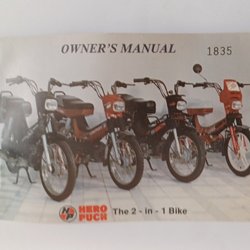 OWNER'S MANUAL
1835
HERO
PUCH
The 2 - in - 1 Bike